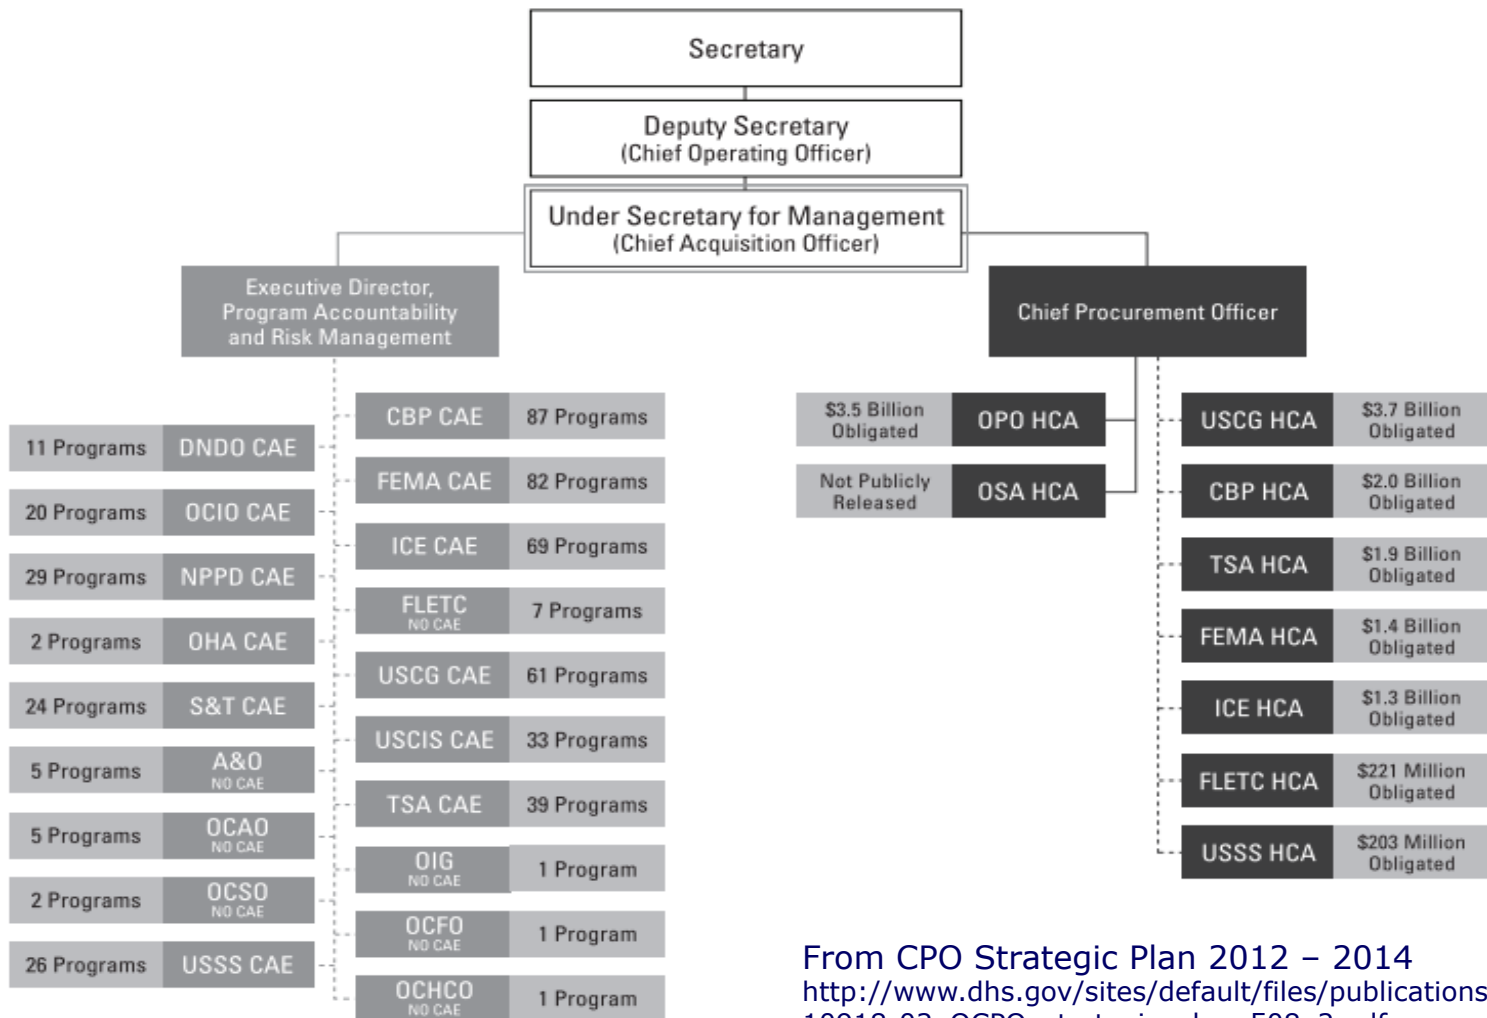 Secretary
Deputy Secretary
(Chief Operating Officer)
Under Secretary for Management
(Chief Acquisition Officer)
Executive Director,
Program Accountability
and Risk Management
11 Programs DNDO CAE
20 Programs OCIO CAE
29 Programs NPPD CAE
2 Programs OHA CAE
24 Programs S&T CAE
5 Programs A&O
NO CAE
5 Programs OCAO
NO CAE
2 Programs OCSO
NO CAE
26 Programs USSS CAE
CBP CAE 87 Programs
FEMA CAE 82 Programs
ICE CAE 69 Programs
FLETC
NO CAE
7 Programs
USCG CAE 61 Programs
USCIS CAE 33 Programs
TSA CAE 39 Programs
OIG
NO CAE
1 Program
OCFO
NO CAE
1 Program
OCHCO
NO CAE
1 Program
Chief Procurement Officer
$3.5 Billion
Obligated
OPO HCA
Not Publicly
Released
OSA HCA
USCG HCA
$3.7 Billion
Obligated
CBP HCA
$2.0 Billion
Obligated
TSA HCA
$1.9 Billion
Obligated
FEMA HCA
$1.4 Billion
Obligated
ICE HCA
$1.3 Billion
Obligated
FLETC HCA
$221 Million
Obligated
USSS HCA
$203 Million
Obligated
From CPO Strategic Plan 2012 – 2014
http://www.dhs.gov/sites/default/files/publications